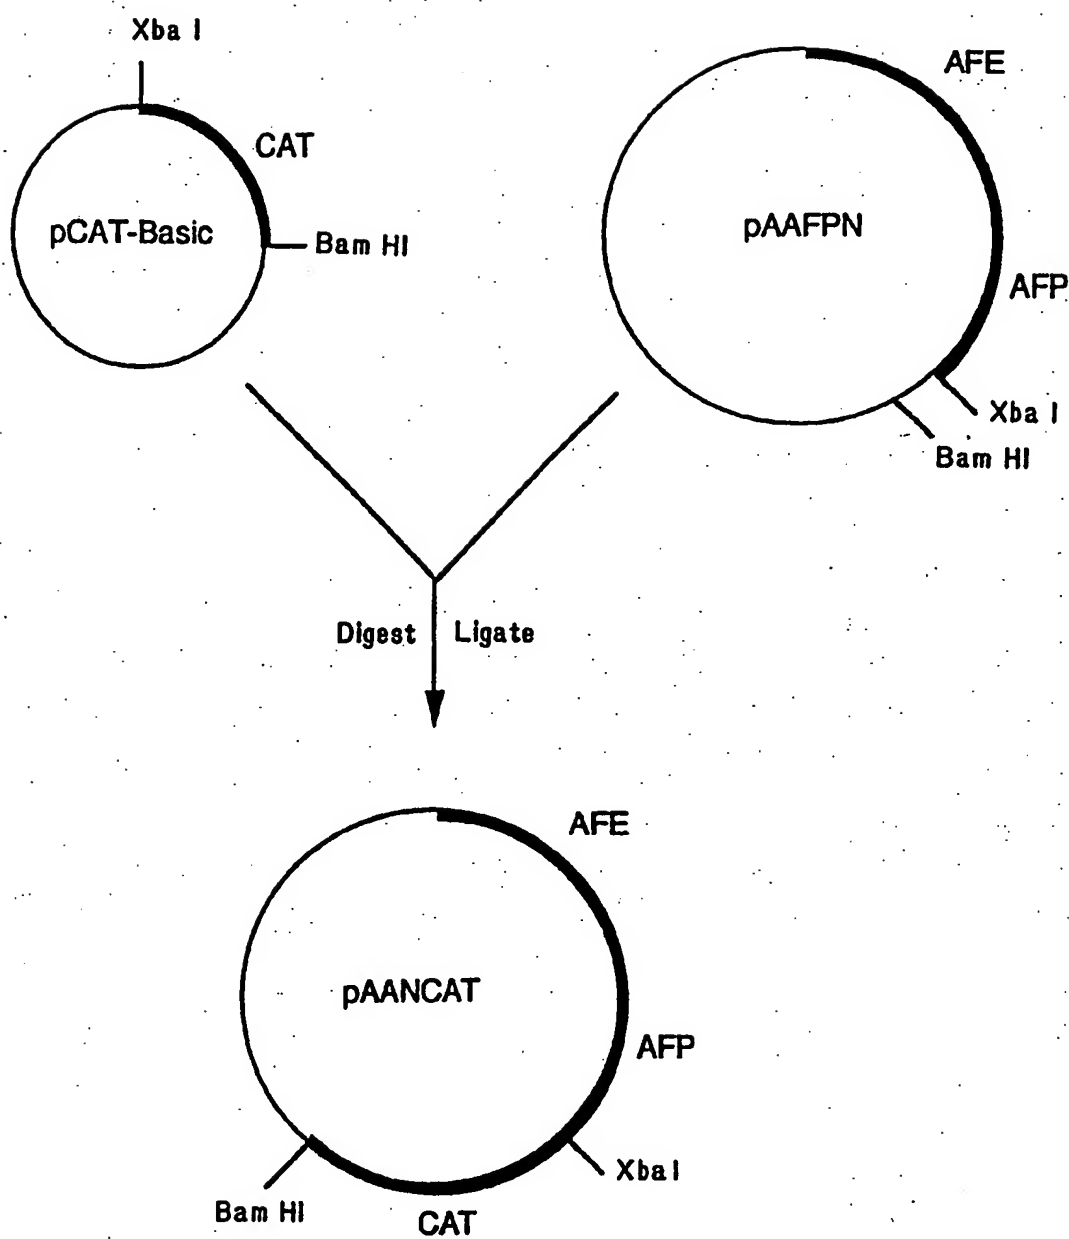 Xba I
CAT
pCAT-Basic
Bam HI
AFE
pAAFPN
AFP
Xba I
Bam HI
Digest
Ligate
AFE
pAANCAT
AFP
Xba I
Bam HI
CAT